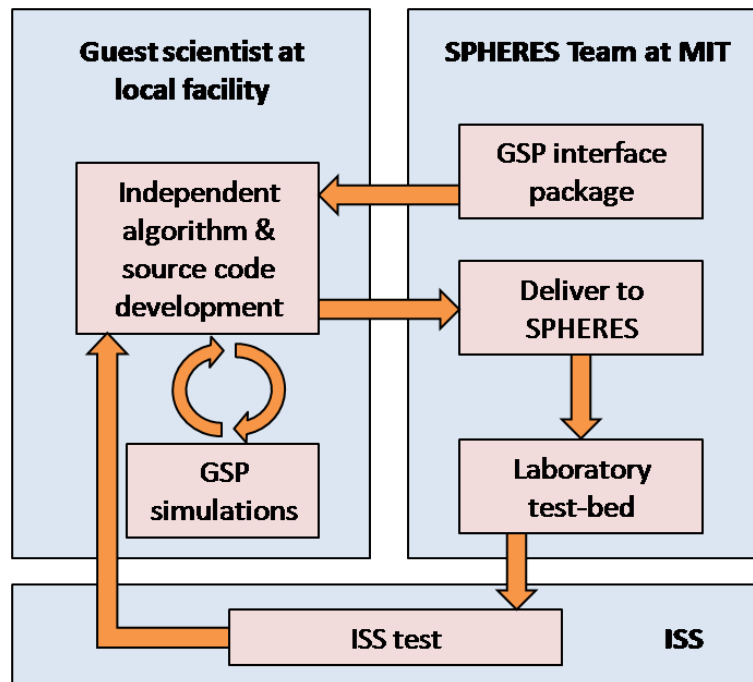 Guest scientist at
local facility
Independent
algorithm &
source code
development
GSP
simulations
SPHERES Team at MIT
GSP interface
package
Deliver to
SPHERES
Laboratory
test-bed
ISS test
ISS